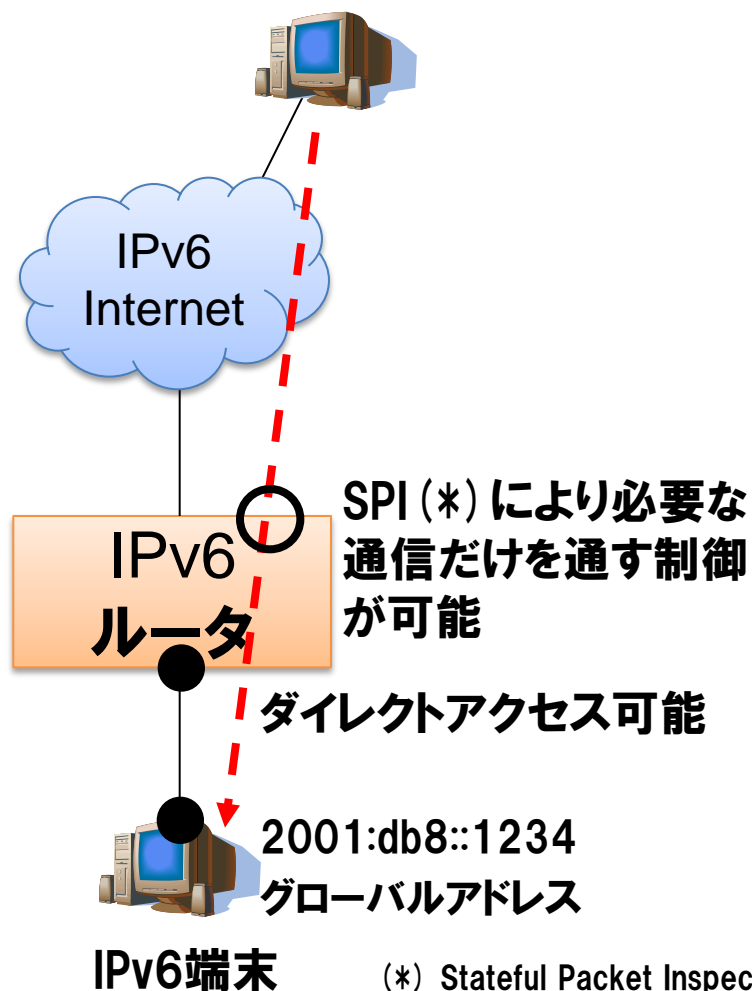 IPv6
Internet
SPI(*)により必要な
通信だけを通す制御
が可能
IPv6
ルータ
ダイレクトアクセス可能
2001:db8::1234
グローバルアドレス
IPv6端末
(*) Stateful Packet Inspec